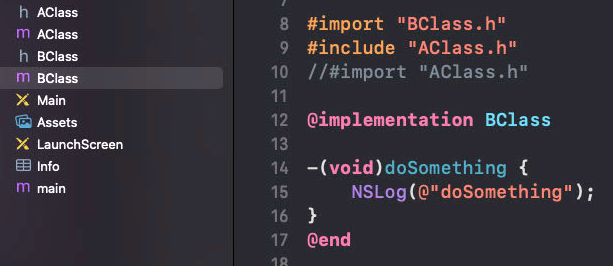 h AClass
m AClass
h BClass
m BClass
Main
Assets
LaunchScreen
Info
m main
7
8 #import "BClass.h"
9 #include "AClass.h"
10 //#import "AClass.h"
11
12 @implementation BClass
13
14 -(void)doSomething {
15 NSLog(@"doSomething");
16 }
17 @end
18